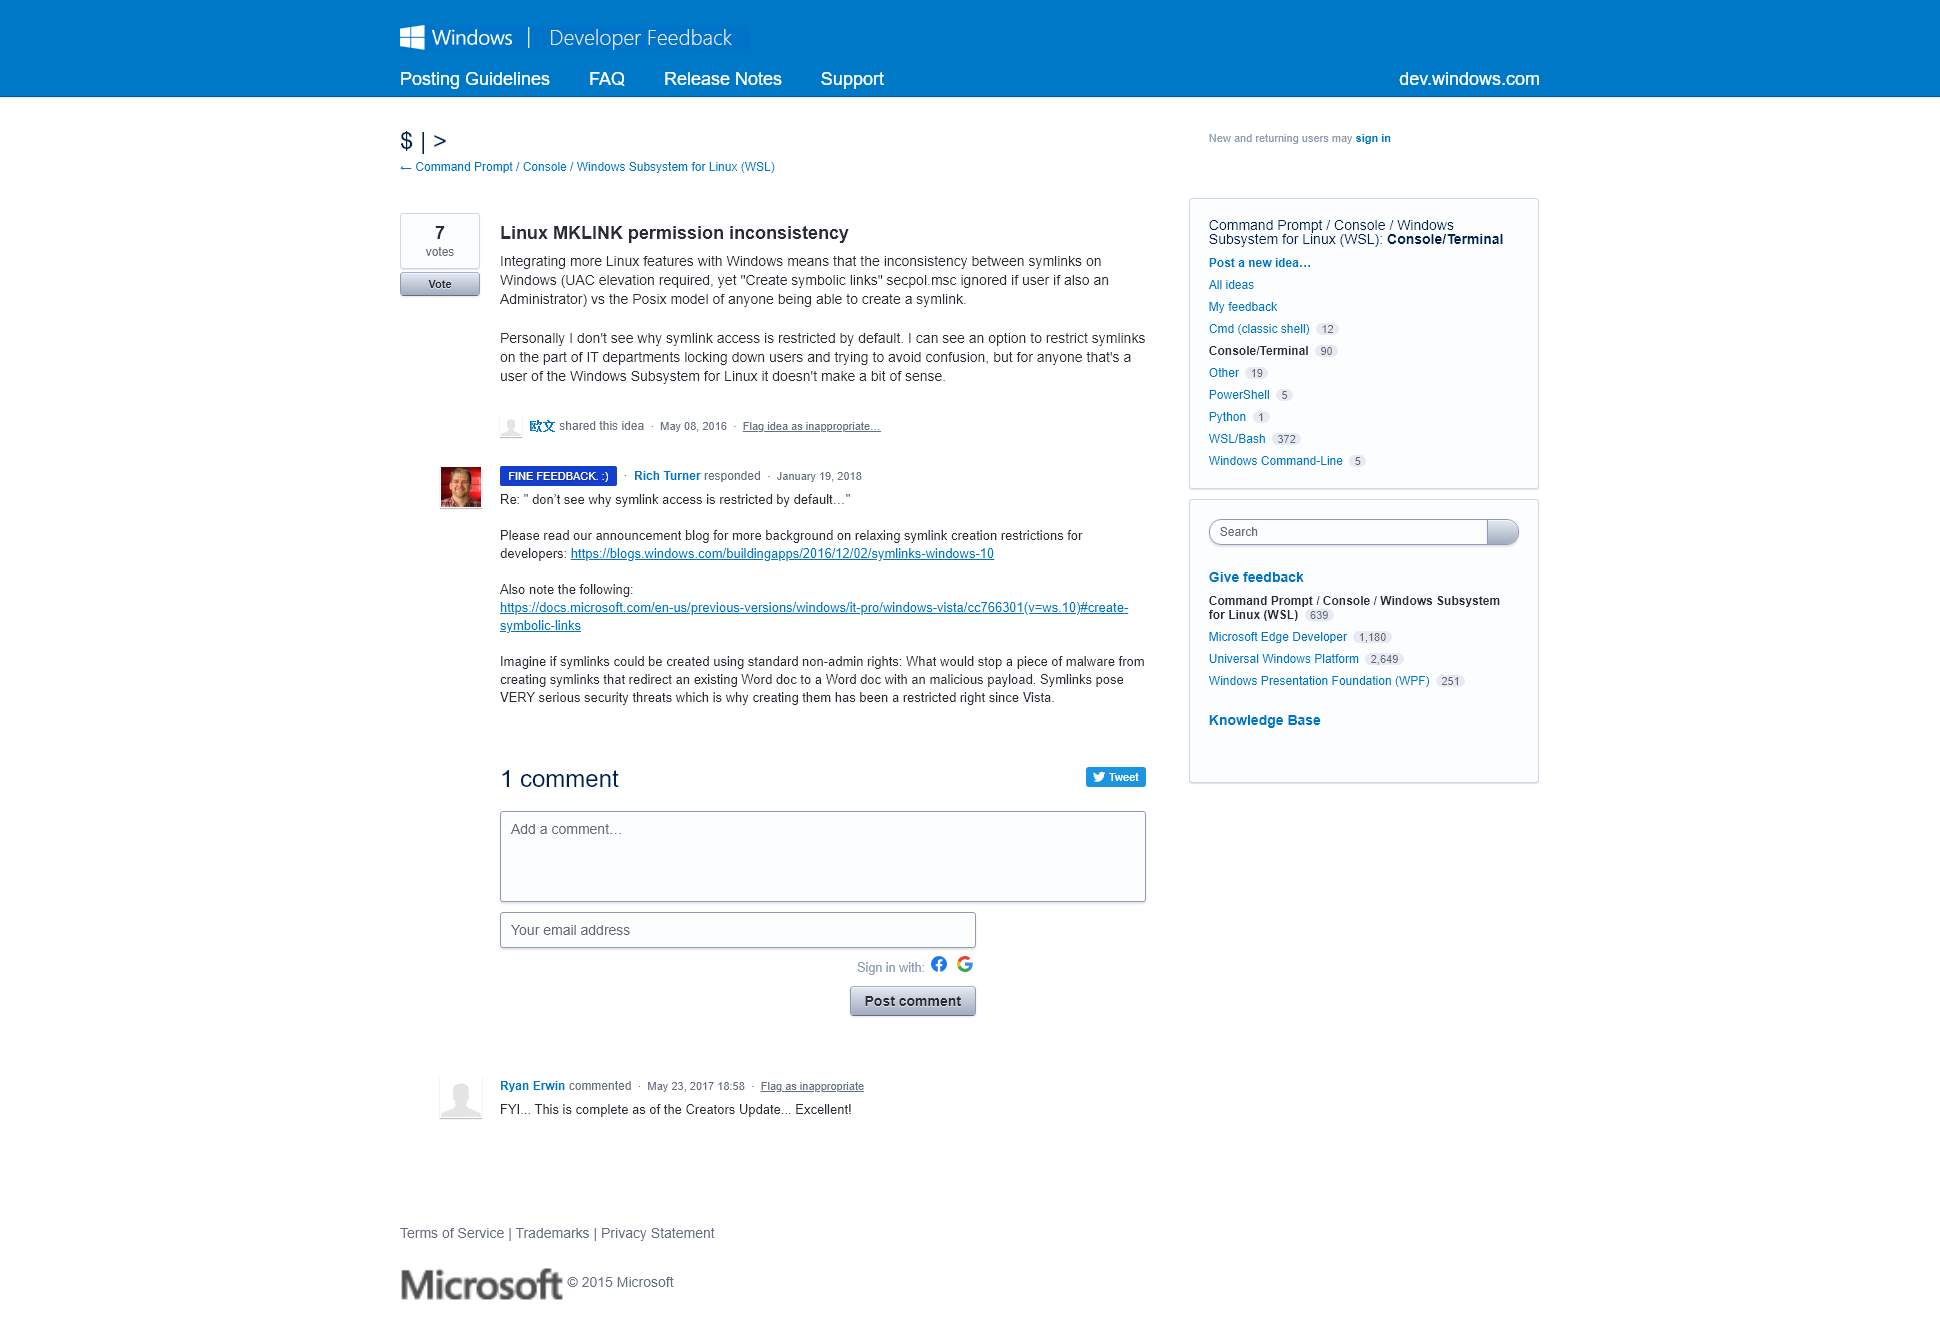 Windows | Developer Feedback
Posting Guidelines FAQ Release Notes Support dev.windows.com
$ | >
← Command Prompt / Console / Windows Subsystem for Linux (WSL)
New and returning users may sign in
7
votes
Vote
Linux MKLINK permission inconsistency
Integrating more Linux features with Windows means that the inconsistency between symlinks on
Windows (UAC elevation required, yet "Create symbolic links" secpol.msc ignored if user if also an
Administrator) vs the Posix model of anyone being able to create a symlink.
Personally I don't see why symlink access is restricted by default. I can see an option to restrict symlinks
on the part of IT departments locking down users and trying to avoid confusion, but for anyone that's a
user of the Windows Subsystem for Linux it doesn't make a bit of sense.
欧文 shared this idea · May 08, 2016 · Flag idea as inappropriate…
FINE FEEDBACK. :) · Rich Turner responded · January 19, 2018
Re: " don’t see why symlink access is restricted by default…"
Please read our announcement blog for more background on relaxing symlink creation restrictions for
developers: https://blogs.windows.com/buildingapps/2016/12/02/symlinks-windows-10
Also note the following:
https://docs.microsoft.com/en-us/previous-versions/windows/it-pro/windows-vista/cc766301(v=ws.10)#create-
symbolic-links
Imagine if symlinks could be created using standard non-admin rights: What would stop a piece of malware from
creating symlinks that redirect an existing Word doc to a Word doc with an malicious payload. Symlinks pose
VERY serious security threats which is why creating them has been a restricted right since Vista.
1 comment
Tweet
Add a comment…
Your email address
Sign in with:
Post comment
Ryan Erwin commented · May 23, 2017 18:58 · Flag as inappropriate
FYI... This is complete as of the Creators Update... Excellent!
Command Prompt / Console / Windows
Subsystem for Linux (WSL): Console/Terminal
Post a new idea…
All ideas
My feedback
Cmd (classic shell) 12
Console/Terminal 90
Other 19
PowerShell 5
Python 1
WSL/Bash 372
Windows Command-Line 5
Search
Give feedback
Command Prompt / Console / Windows Subsystem
for Linux (WSL) 639
Microsoft Edge Developer 1,180
Universal Windows Platform 2,649
Windows Presentation Foundation (WPF) 251
Knowledge Base
Terms of Service | Trademarks | Privacy Statement
Microsoft © 2015 Microsoft